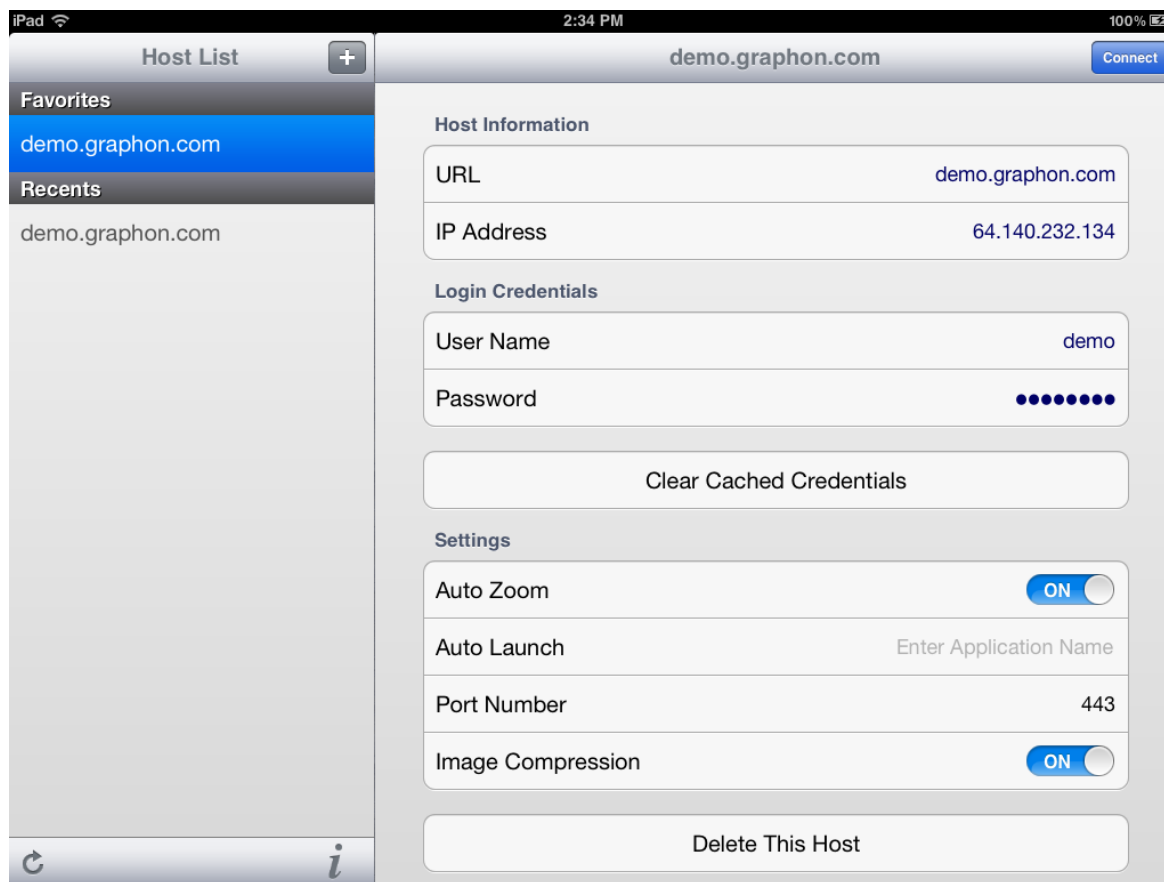 iPad 2:34 PM 100%
Host List + demo.graphon.com Connect
Favorites
demo.graphon.com
Recents
demo.graphon.com
Host Information
URL demo.graphon.com
IP Address 64.140.232.134
Login Credentials
User Name demo
Password ●●●●●●●●
Clear Cached Credentials
Settings
Auto Zoom ON
Auto Launch Enter Application Name
Port Number 443
Image Compression ON
Delete This Host
i